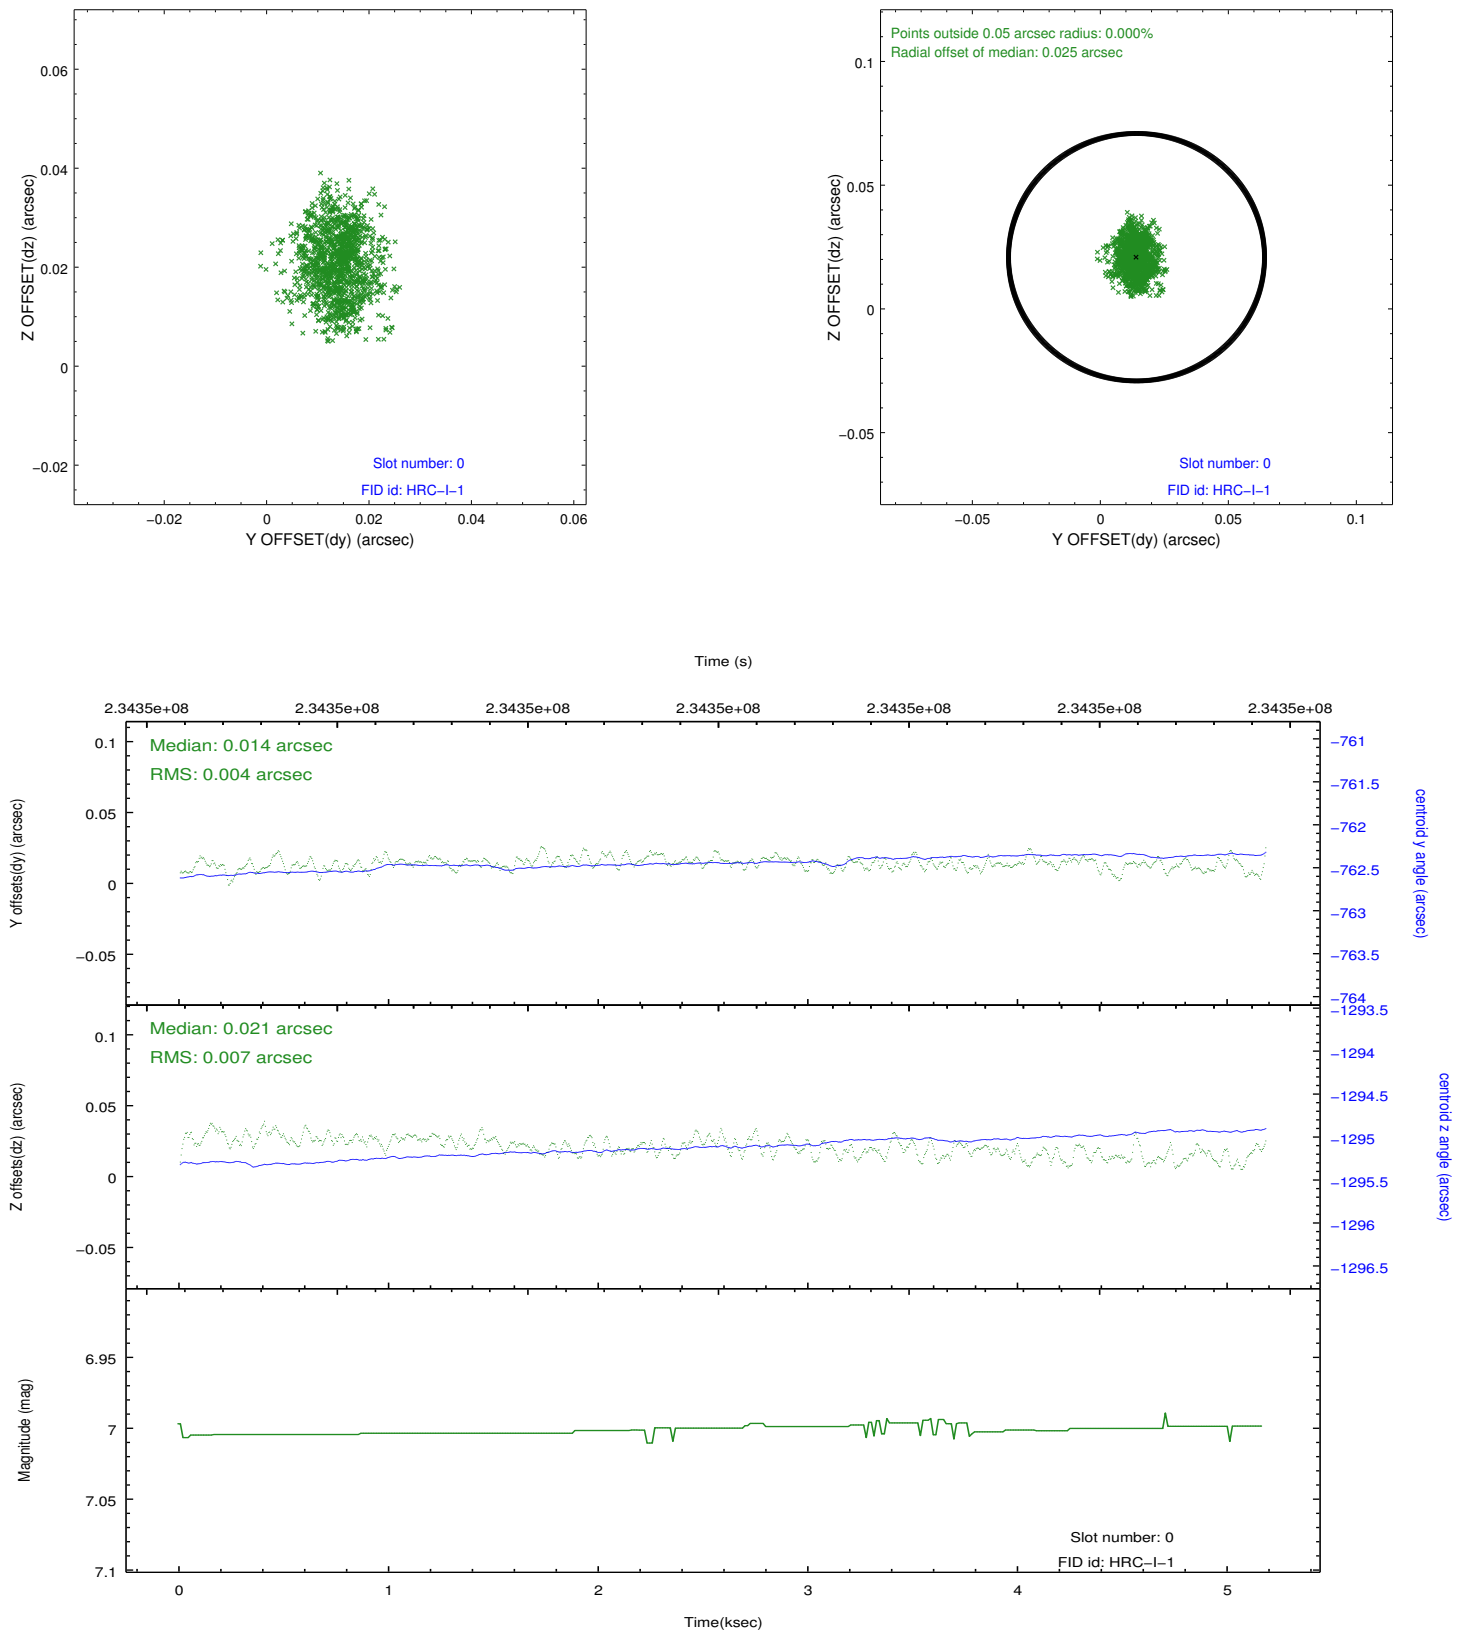 0.06
0.04
0.02
0
−0.02
Z OFFSET(dz) (arcsec)
Slot number: 0
FID id: HRC−I−1
−0.02 0 0.02 0.04 0.06
Y OFFSET(dy) (arcsec)
Points outside 0.05 arcsec radius: 0.000%
Radial offset of median: 0.025 arcsec
0.1
0.05
0
−0.05
Z OFFSET(dz) (arcsec)
Slot number: 0
FID id: HRC−I−1
−0.05 0 0.05 0.1
Y OFFSET(dy) (arcsec)
Time (s)
2.3435e+08 2.3435e+08 2.3435e+08 2.3435e+08 2.3435e+08 2.3435e+08 2.3435e+08
Median: 0.014 arcsec
RMS: 0.004 arcsec
0.1
0.05
0
−0.05
Y offsets(dy) (arcsec)
−761
−761.5
−762
−762.5
−763
−763.5
−764
centroid y angle (arcsec)
Median: 0.021 arcsec
RMS: 0.007 arcsec
0.1
0.05
0
−0.05
Z offsets(dz) (arcsec)
−1293.5
−1294
−1294.5
−1295
−1295.5
−1296
−1296.5
centroid z angle (arcsec)
6.95
7
7.05
7.1
Magnitude (mag)
Slot number: 0
FID id: HRC−I−1
0 1 2 3 4 5
Time(ksec)